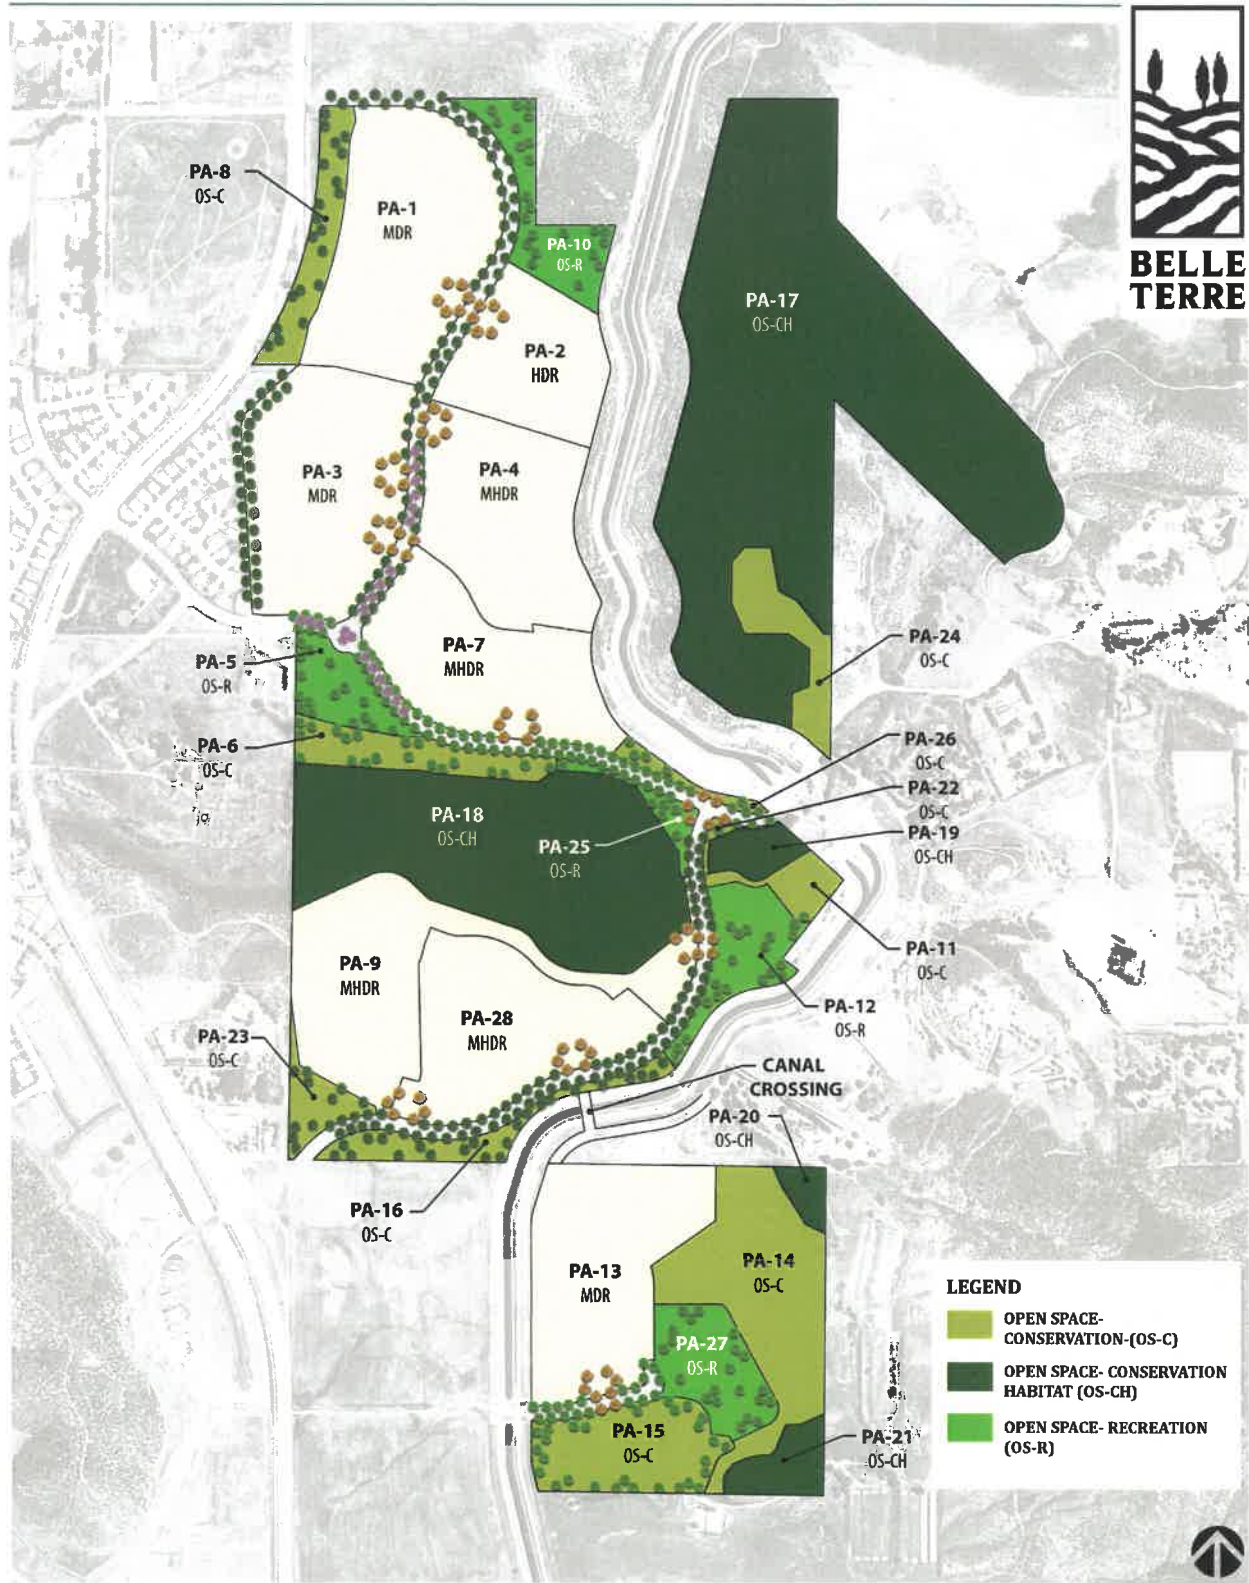 BELLE
TERRE
PA-8
OS-C
PA-1
MDR
PA-10
OS-R
PA-17
OS-CH
PA-2
HDR
PA-3
MDR
PA-4
MHDR
PA-5
OS-R
PA-7
MHDR
PA-24
OS-C
PA-6
OS-C
PA-26
OS-C
PA-22
OS-C
PA-18
OS-CH
PA-19
OS-CH
PA-25
OS-R
PA-11
OS-C
PA-9
MHDR
PA-12
OS-R
PA-28
MHDR
PA-23
OS-C
CANAL
CROSSING
PA-20
OS-CH
PA-16
OS-C
PA-14
OS-C
PA-13
MDR
PA-27
OS-R
PA-15
OS-C
PA-21
OS-CH
LEGEND
OPEN SPACE-
CONSERVATION-(OS-C)
OPEN SPACE- CONSERVATION
HABITAT (OS-CH)
OPEN SPACE- RECREATION
(OS-R)